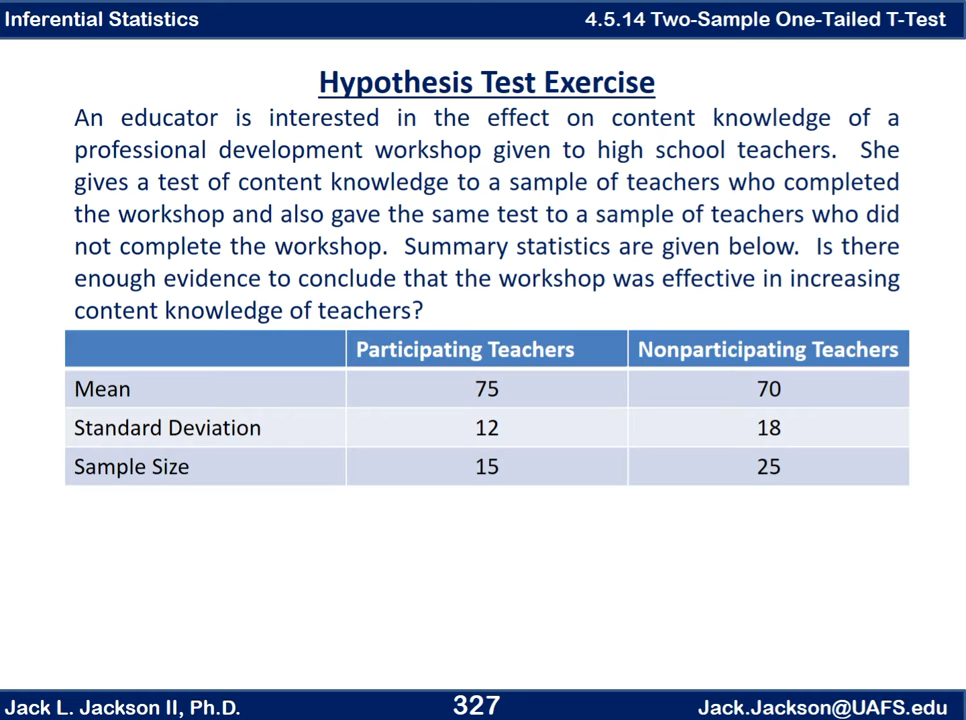 Inferential Statistics 4.5.14 Two-Sample One-Tailed T-Test
Hypothesis Test Exercise
An educator is interested in the effect on content knowledge of a
professional development workshop given to high school teachers. She
gives a test of content knowledge to a sample of teachers who completed
the workshop and also gave the same test to a sample of teachers who did
not complete the workshop. Summary statistics are given below. Is there
enough evidence to conclude that the workshop was effective in increasing
content knowledge of teachers?
Participating Teachers Nonparticipating Teachers
Mean 75 70
Standard Deviation 12 18
Sample Size 15 25
Jack L. Jackson II, Ph.D. 327 Jack.Jackson@UAFS.edu